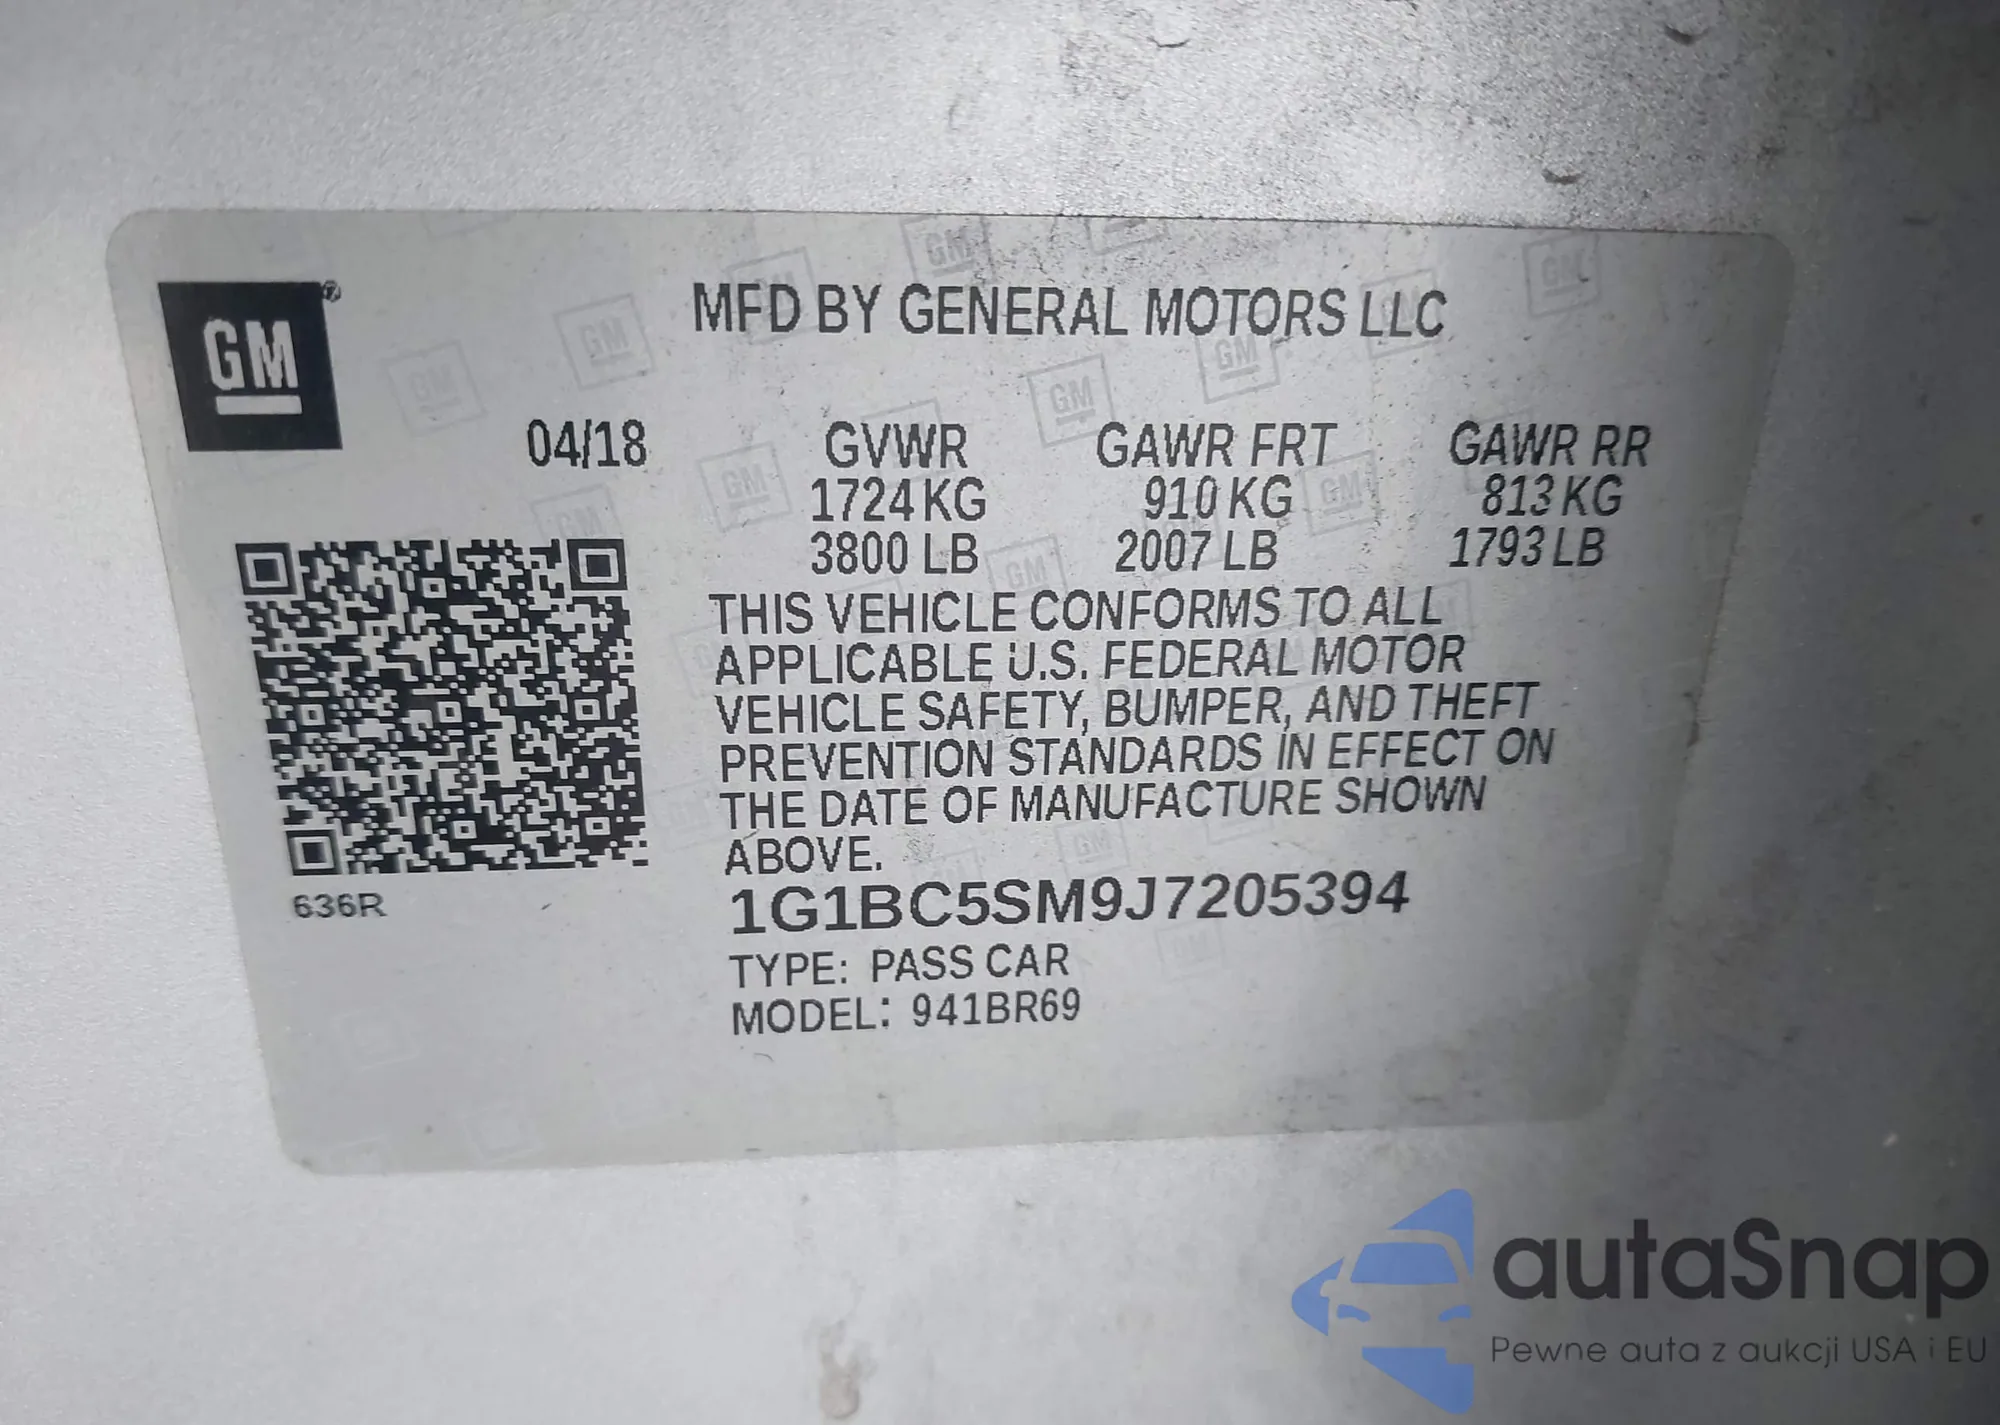 GM
MFD BY GENERAL MOTORS LLC
04/18 GVWR GAWR FRT GAWR RR
1724 KG 910 KG 813 KG
3800 LB 2007 LB 1793 LB
THIS VEHICLE CONFORMS TO ALL
APPLICABLE U.S. FEDERAL MOTOR
VEHICLE SAFETY, BUMPER, AND THEFT
PREVENTION STANDARDS IN EFFECT ON
THE DATE OF MANUFACTURE SHOWN
ABOVE.
636R
1G1BC5SM9J7205394
TYPE: PASS CAR
MODEL: 941BR69
autaSnap
Pewne auta z aukcji USA i EU